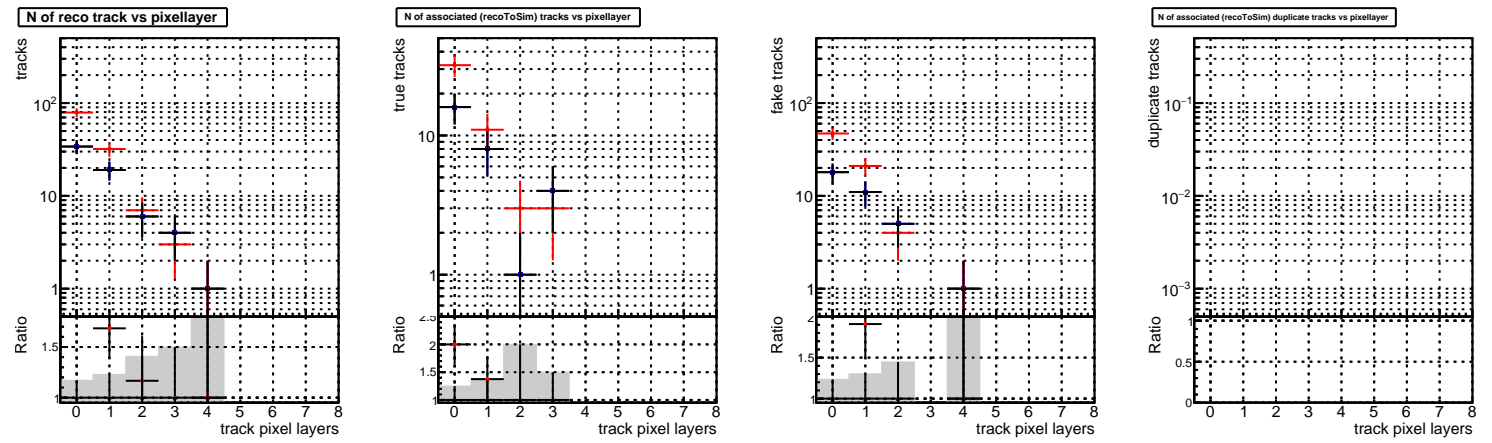 N of reco track vs pixellayer
tracks
10²
10
1
Ratio
1.5
1
0 1 2 3 4 5 6 7 8
track pixel layers
N of associated (recoToSim) tracks vs pixellayer
true tracks
10
1
Ratio
2.5
2
1.5
1
0 1 2 3 4 5 6 7 8
track pixel layers
fake tracks
10²
10
1
Ratio
2
1.5
1
0 1 2 3 4 5 6 7 8
track pixel layers
N of associated (recoToSim) duplicate tracks vs pixellayer
duplicate tracks
10⁻¹
10⁻²
10⁻³
Ratio
1
0.5
0
0 1 2 3 4 5 6 7 8
track pixel layers